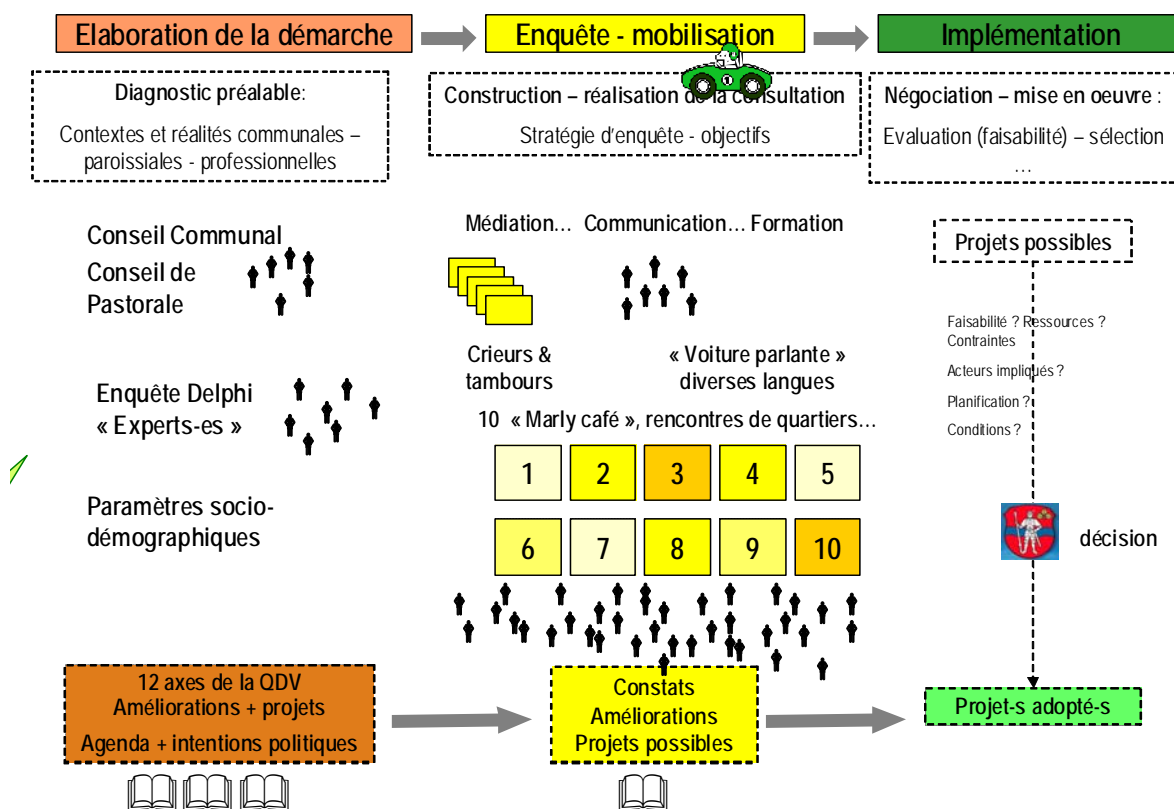 Elaboration de la démarche
Enquête - mobilisation
Implémentation
Diagnostic préalable:
Contextes et réalités communales –
paroissiales - professionnelles
1
Construction – réalisation de la consultation
Stratégie d'enquête - objectifs
Négociation – mise en oeuvre :
Evaluation (faisabilité) – sélection
…
Conseil Communal
Conseil de
Pastorale
Enquête Delphi
« Experts-es »
Paramètres socio-
démographiques
Médiation… Communication… Formation
Crieurs &
tambours
« Voiture parlante »
diverses langues
10 « Marly café », rencontres de quartiers…
1 2 3 4 5
6 7 8 9 10
Projets possibles
Faisabilité ? Ressources ?
Contraintes
Acteurs impliqués ?
Planification ?
Conditions ?
décision
12 axes de la QDV
Améliorations + projets
Agenda + intentions politiques
Constats
Améliorations
Projets possibles
Projet-s adopté-s